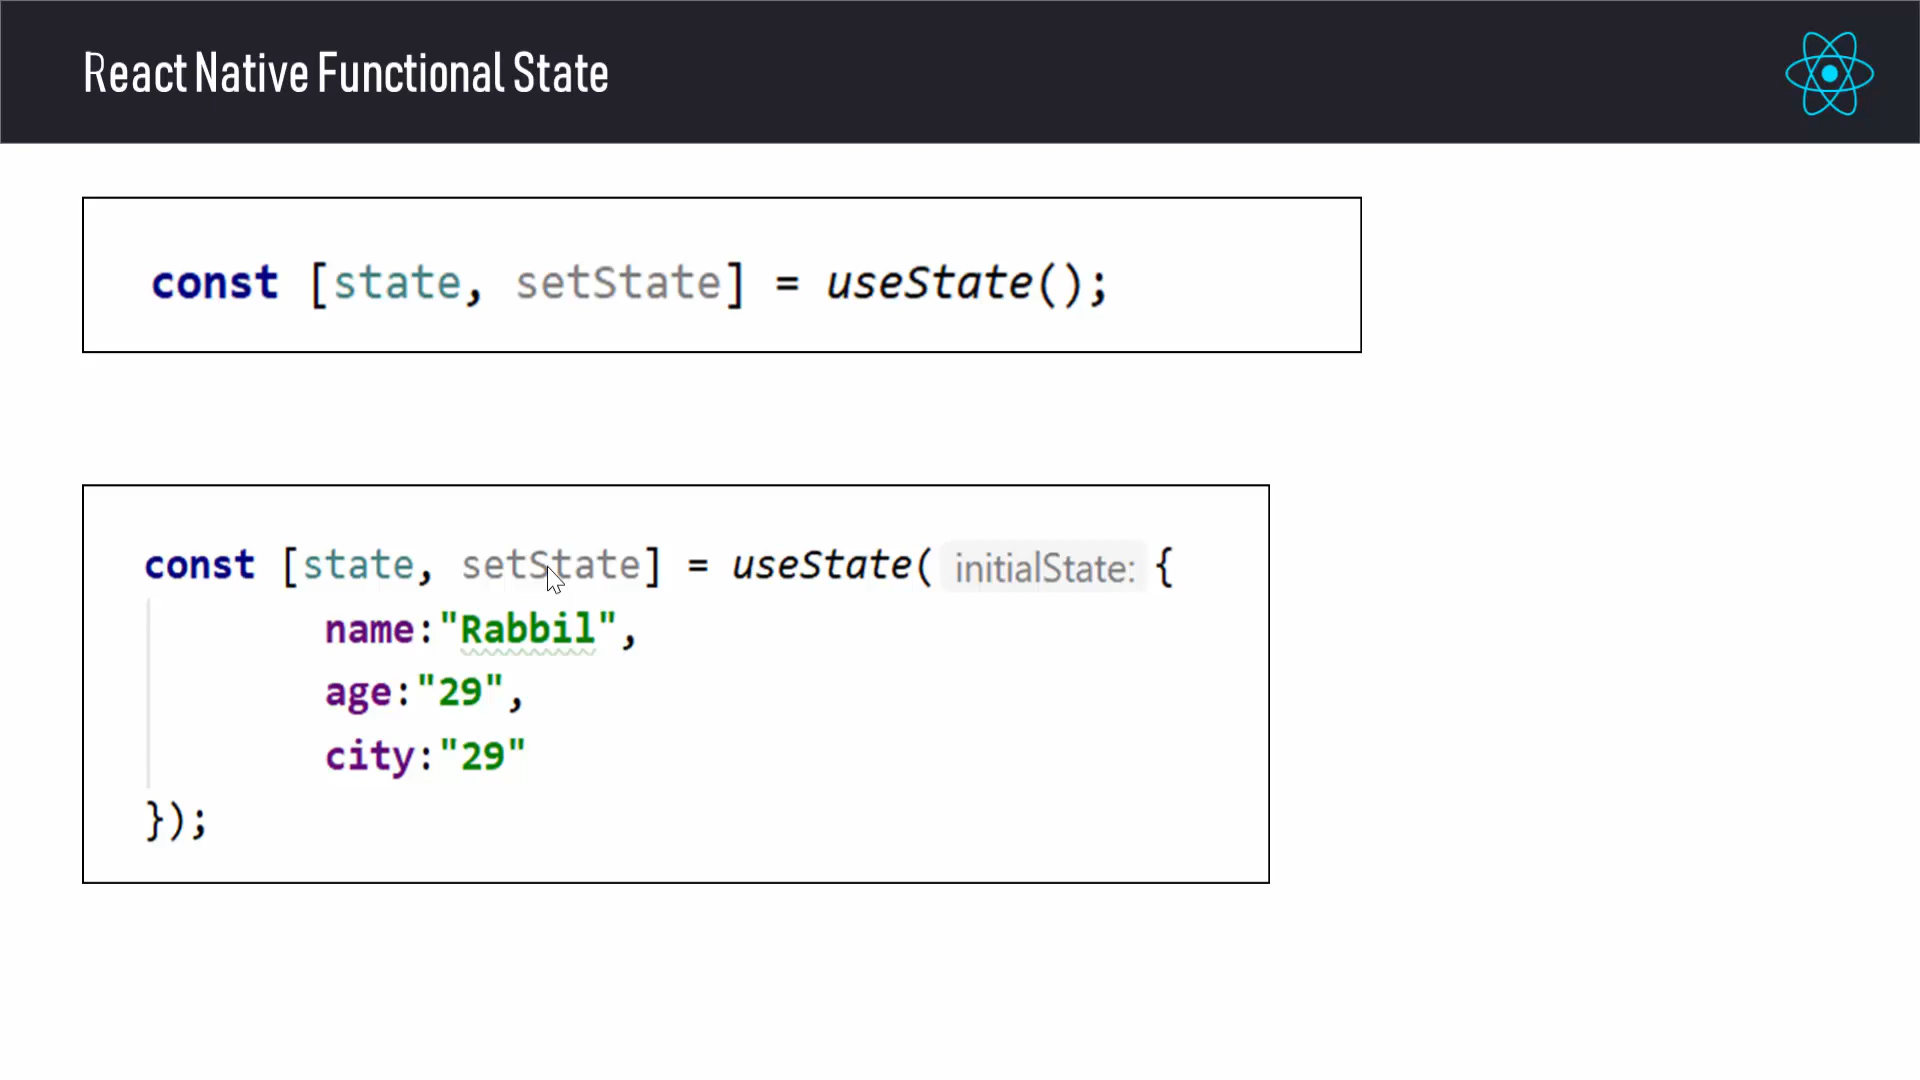 React Native Functional State
const [state, setState] = useState();
const [state, setState] = useState( initialState: {
name:"Rabbil",
age:"29",
city:"29"
});